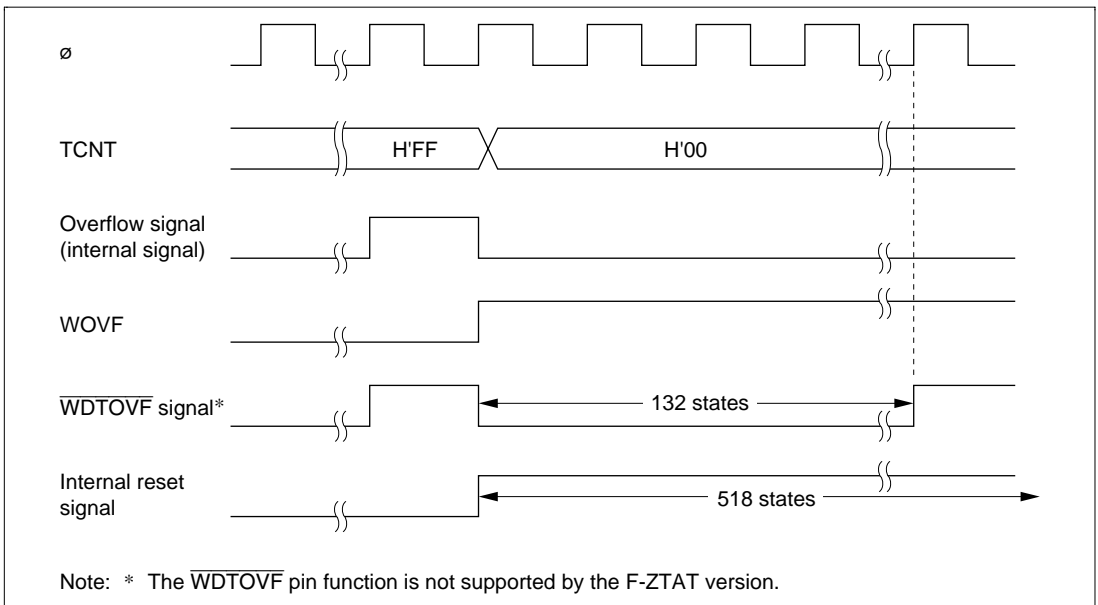 ø
TCNT
H'FF
H'00
Overflow signal
(internal signal)
WOVF
WDTOVF signal*
132 states
Internal reset
signal
518 states
Note: * The WDTOVF pin function is not supported by the F-ZTAT version.